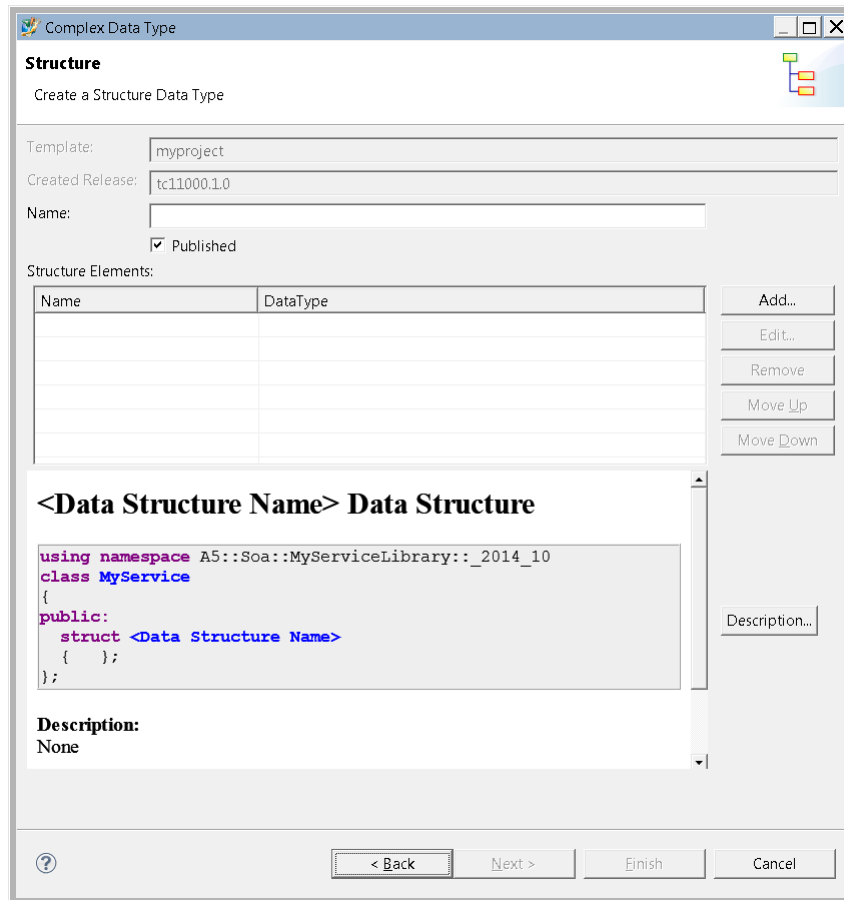 Complex Data Type
Structure
Create a Structure Data Type
Template: myproject
Created Release: tc11000.1.0
Name:
Published
Structure Elements:
Name DataType
Add...
Edit...
Remove
Move Up
Move Down
<Data Structure Name> Data Structure
using namespace A5::Soa::MyServiceLibrary::_2014_10
class MyService
{
public:
struct <Data Structure Name>
{ };
};
Description...
Description:
None
< Back Next > Finish Cancel